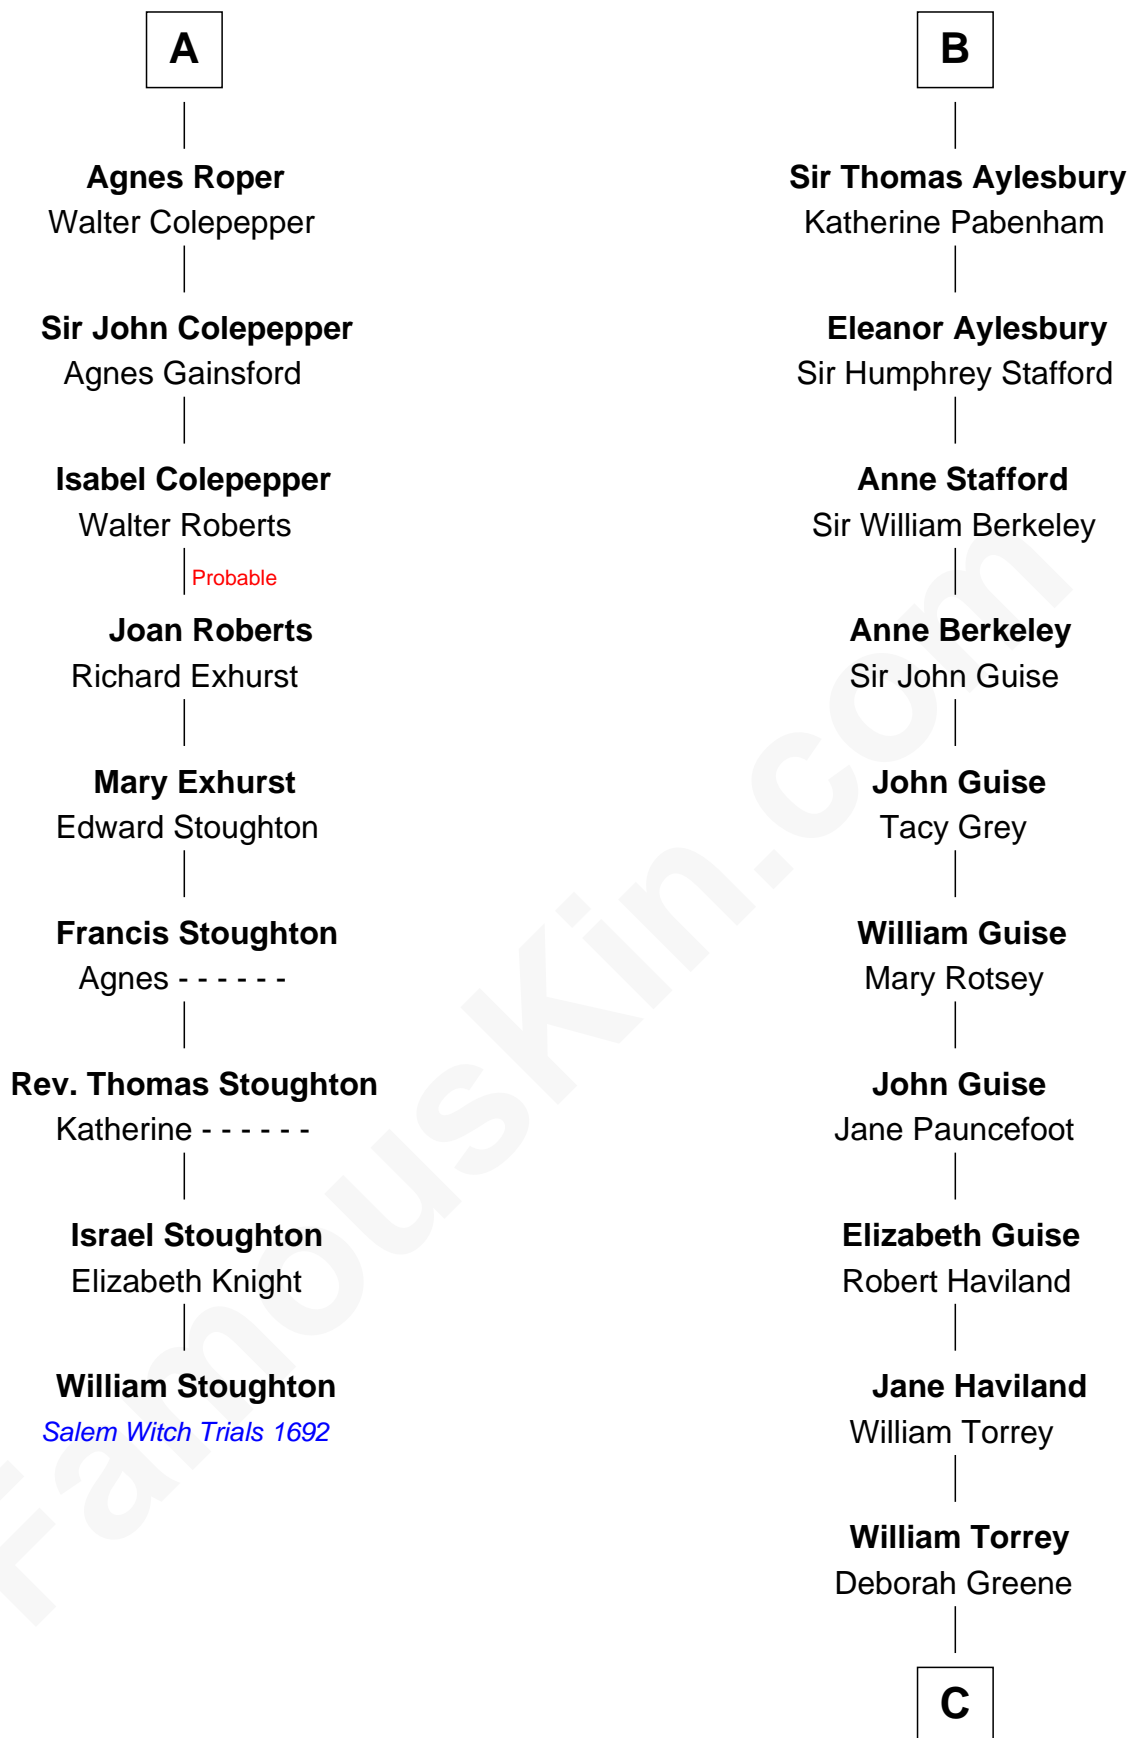 A
Agnes Roper
Walter Colepepper
Sir John Colepepper
Agnes Gainsford
Isabel Colepepper
Walter Roberts
Probable
Joan Roberts
Richard Exhurst
Mary Exhurst
Edward Stoughton
Francis Stoughton
Agnes - - - - - -
Rev. Thomas Stoughton
Katherine - - - - - -
Israel Stoughton
Elizabeth Knight
William Stoughton
Salem Witch Trials 1692
B
Sir Thomas Aylesbury
Katherine Pabenham
Eleanor Aylesbury
Sir Humphrey Stafford
Anne Stafford
Sir William Berkeley
Anne Berkeley
Sir John Guise
John Guise
Tacy Grey
William Guise
Mary Rotsey
John Guise
Jane Pauncefoot
Elizabeth Guise
Robert Haviland
Jane Haviland
William Torrey
William Torrey
Deborah Greene
C
FamousKin.com